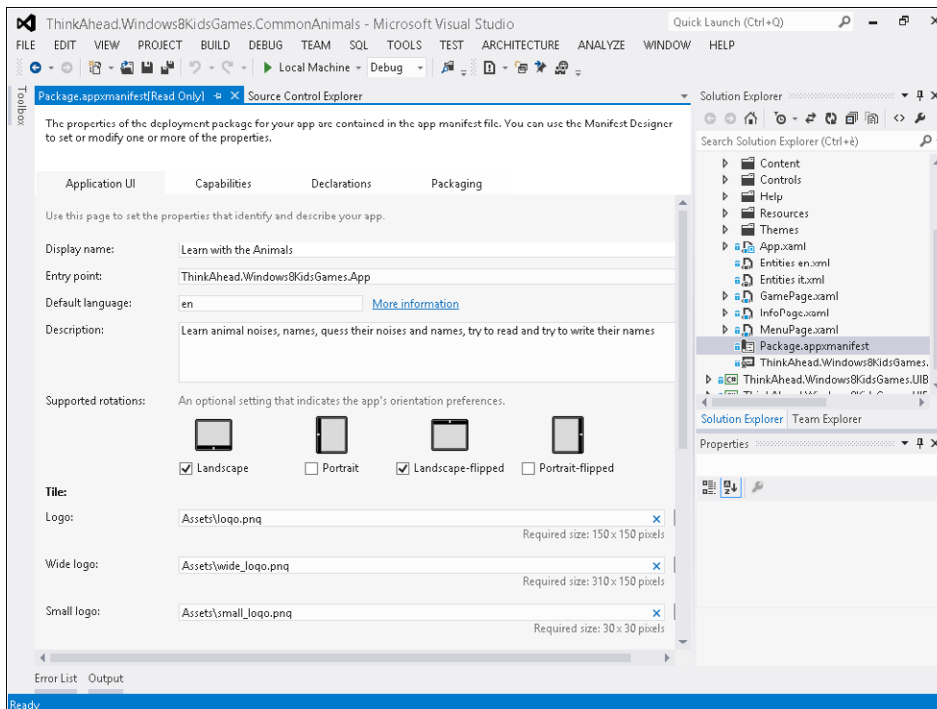 ThinkAhead.Windows8KidsGames.CommonAnimals - Microsoft Visual Studio
Quick Launch (Ctrl+Q)
FILE EDIT VIEW PROJECT BUILD DEBUG TEAM SQL TOOLS TEST ARCHITECTURE ANALYZE WINDOW HELP
Local Machine Debug
Toolbox
Package.appxmanifest[Read Only] Source Control Explorer
The properties of the deployment package for your app are contained in the app manifest file. You can use the Manifest Designer
to set or modify one or more of the properties.
Application UI Capabilities Declarations Packaging
Use this page to set the properties that identify and describe your app.
Display name: Learn with the Animals
Entry point: ThinkAhead.Windows8KidsGames.App
Default language: en More information
Description: Learn animal noises, names, quess their noises and names, try to read and try to write their names
Supported rotations: An optional setting that indicates the app's orientation preferences.
Landscape Portrait Landscape-flipped Portrait-flipped
Tile:
Logo: Assets\logo.png
Required size: 150 x 150 pixels
Wide logo: Assets\wide_logo.png
Required size: 310 x 150 pixels
Small logo: Assets\small_logo.png
Required size: 30 x 30 pixels
Error List Output
Ready
Solution Explorer
Search Solution Explorer (Ctrl+è)
Content
Controls
Help
Resources
Themes
App.xaml
Entities en.xml
Entities it.xml
GamePage.xaml
InfoPage.xaml
MenuPage.xaml
Package.appxmanifest
ThinkAhead.Windows8KidsGames.
C# ThinkAhead.Windows8KidsGames.UIB
Solution Explorer Team Explorer
Properties